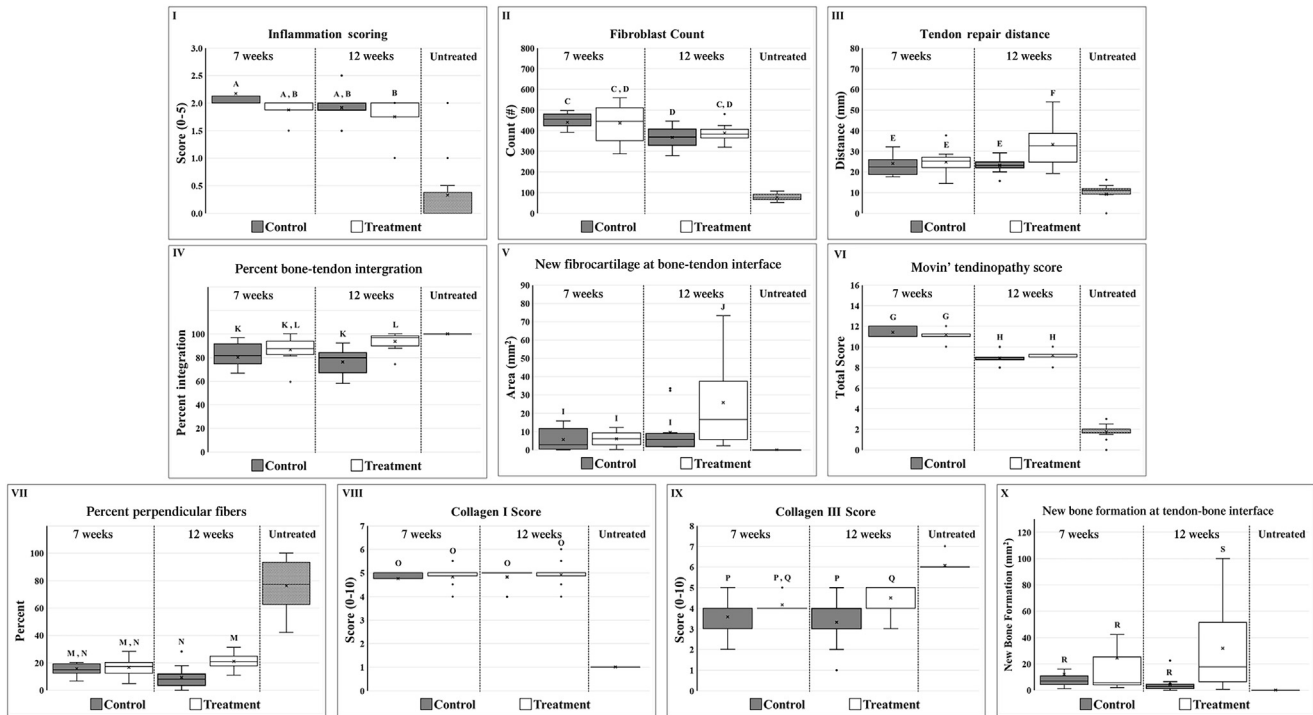 I
Inflammation scoring
7 weeks
12 weeks
Untreated
Score (0-5)
3.0
2.5
2.0
1.5
1.0
0.5
0.0
A
A , B
A , B
B
Control
Treatment
II
Fibroblast Count
7 weeks
12 weeks
Untreated
Count (#)
800
700
600
500
400
300
200
100
0
C
C , D
D
C , D
Control
Treatment
III
Tendon repair distance
7 weeks
12 weeks
Untreated
Distance (mm)
80
70
60
50
40
30
20
10
0
E
E
E
F
Control
Treatment
IV
Percent bone-tendon intergration
7 weeks
12 weeks
Untreated
Percent integration
100
80
60
40
20
0
K
K , L
K
L
Control
Treatment
V
New fibrocartilage at bone-tendon interface
7 weeks
12 weeks
Untreated
Area (mm²)
90
80
70
60
50
40
30
20
10
0
I
I
I
J
Control
Treatment
VI
Movin' tendinopathy score
7 weeks
12 weeks
Untreated
Total Score
16
14
12
10
8
6
4
2
0
G
G
H
H
Control
Treatment
VII
Percent perpendicular fibers
7 weeks
12 weeks
Untreated
Percent
100
80
60
40
20
0
M , N
M , N
N
M
Control
Treatment
VIII
Collagen I Score
7 weeks
12 weeks
Untreated
Score (0-10)
7
6
5
4
3
2
1
0
O
O
O
O
Control
Treatment
IX
Collagen III Score
7 weeks
12 weeks
Untreated
Score (0-10)
8
7
6
5
4
3
2
1
0
P
P , Q
P
Q
Control
Treatment
X
New bone formation at tendon-bone interface
7 weeks
12 weeks
Untreated
New Bone Formation (mm²)
120
100
80
60
40
20
0
R
R
R
S
Control
Treatment